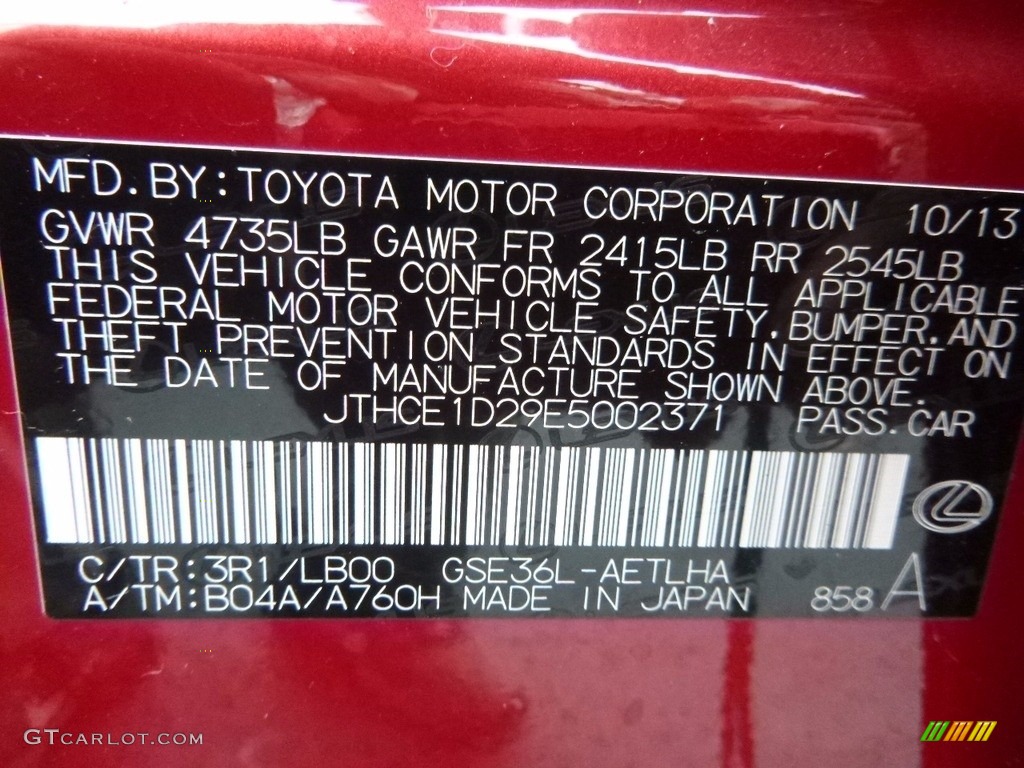 MFD.BY:TOYOTA MOTOR CORPORATION 10/13
GVWR 4735LB GAWR FR 2415LB RR 2545LB
THIS VEHICLE CONFORMS TO ALL APPLICABLE
FEDERAL MOTOR VEHICLE SAFETY,BUMPER,AND
THEFT PREVENTION STANDARDS IN EFFECT ON
THE DATE OF MANUFACTURE SHOWN ABOVE.
JTHCE1D29E5002371 PASS.CAR
C/TR:3R1/LB00 GSE36L-AETLHA
A/TM:B04A/A760H MADE IN JAPAN 858 A
GTCARLOT.COM